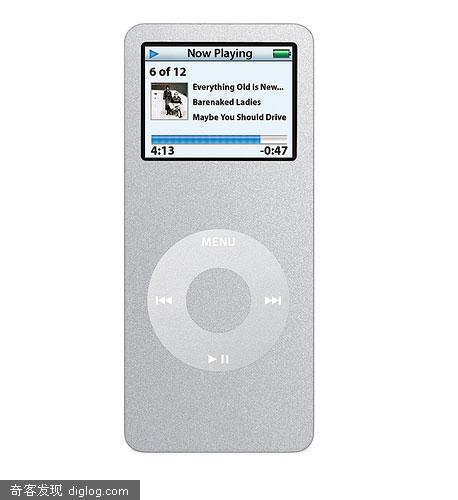 Now Playing
6 of 12
Everything Old Is New...
Barenaked Ladies
Maybe You Should Drive
4:13 -0:47
MENU
奇客发现 diglog.com